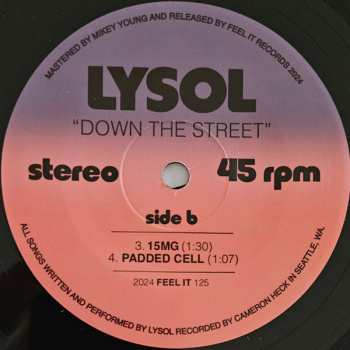 MASTERED BY MIKEY YOUNG AND RELEASED BY FEEL IT RECORDS 2024
LYSOL
"DOWN THE STREET"
stereo 45 rpm
side b
3. 15MG (1:30)
4. PADDED CELL (1:07)
2024 FEEL IT 125
ALL SONGS WRITTEN AND PERFORMED BY LYSOL RECORDED BY CAMERON HECK IN SEATTLE, WA.